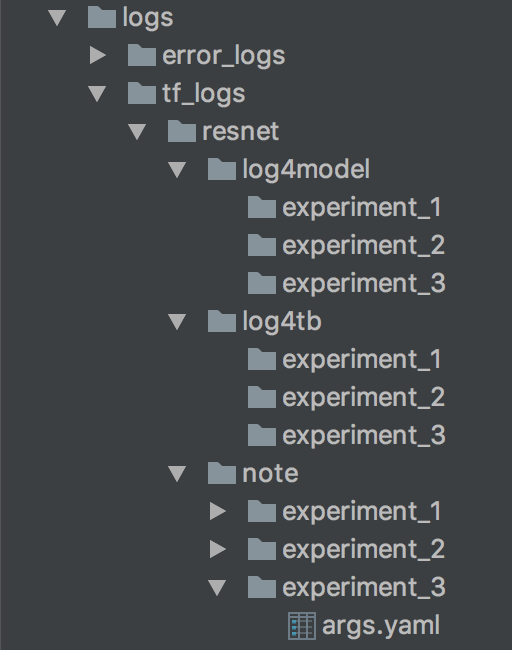 logs
error_logs
tf_logs
resnet
log4model
experiment_1
experiment_2
experiment_3
log4tb
experiment_1
experiment_2
experiment_3
note
experiment_1
experiment_2
experiment_3
args.yaml